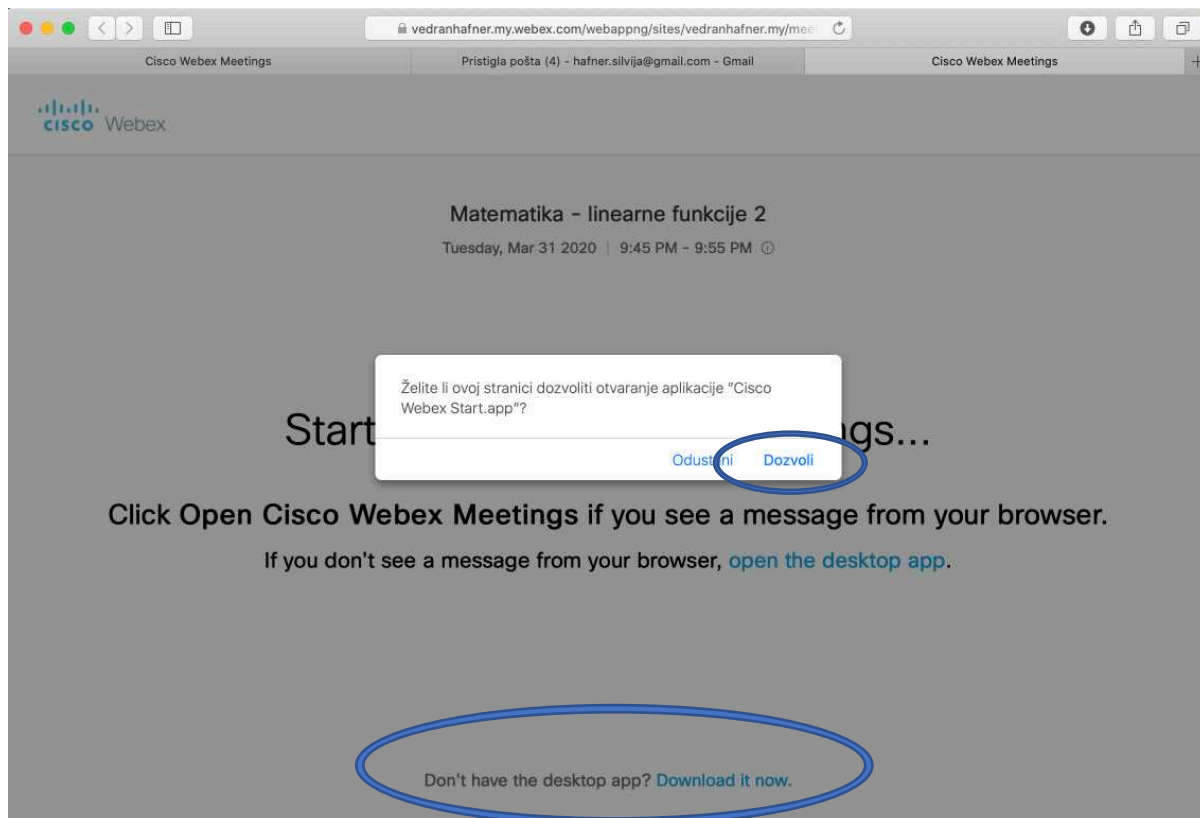 vedranhafner.my.webex.com/webappng/sites/vedranhafner.my/mee
Cisco Webex Meetings Pristigla pošta (4) - hafner.silvija@gmail.com - Gmail Cisco Webex Meetings
cisco Webex
Matematika - linearne funkcije 2
Tuesday, Mar 31 2020 | 9:45 PM - 9:55 PM
Želite li ovoj stranici dozvoliti otvaranje aplikacije "Cisco
Webex Start.app"?
Start gs...
Odustani Dozvoli
Click Open Cisco Webex Meetings if you see a message from your browser.
If you don't see a message from your browser, open the desktop app.
Don't have the desktop app? Download it now.